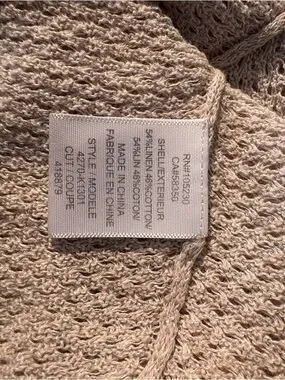 RN#105230
CA#58350
SHELL/EXTERIEUR
54%LINEN 46%COTTON/
54%LIN 46%COTON/
MADE IN CHINA
FABRIQUE EN CHINE
STYLE / MODELE
4270-K1301
CUT / COUPE
418879